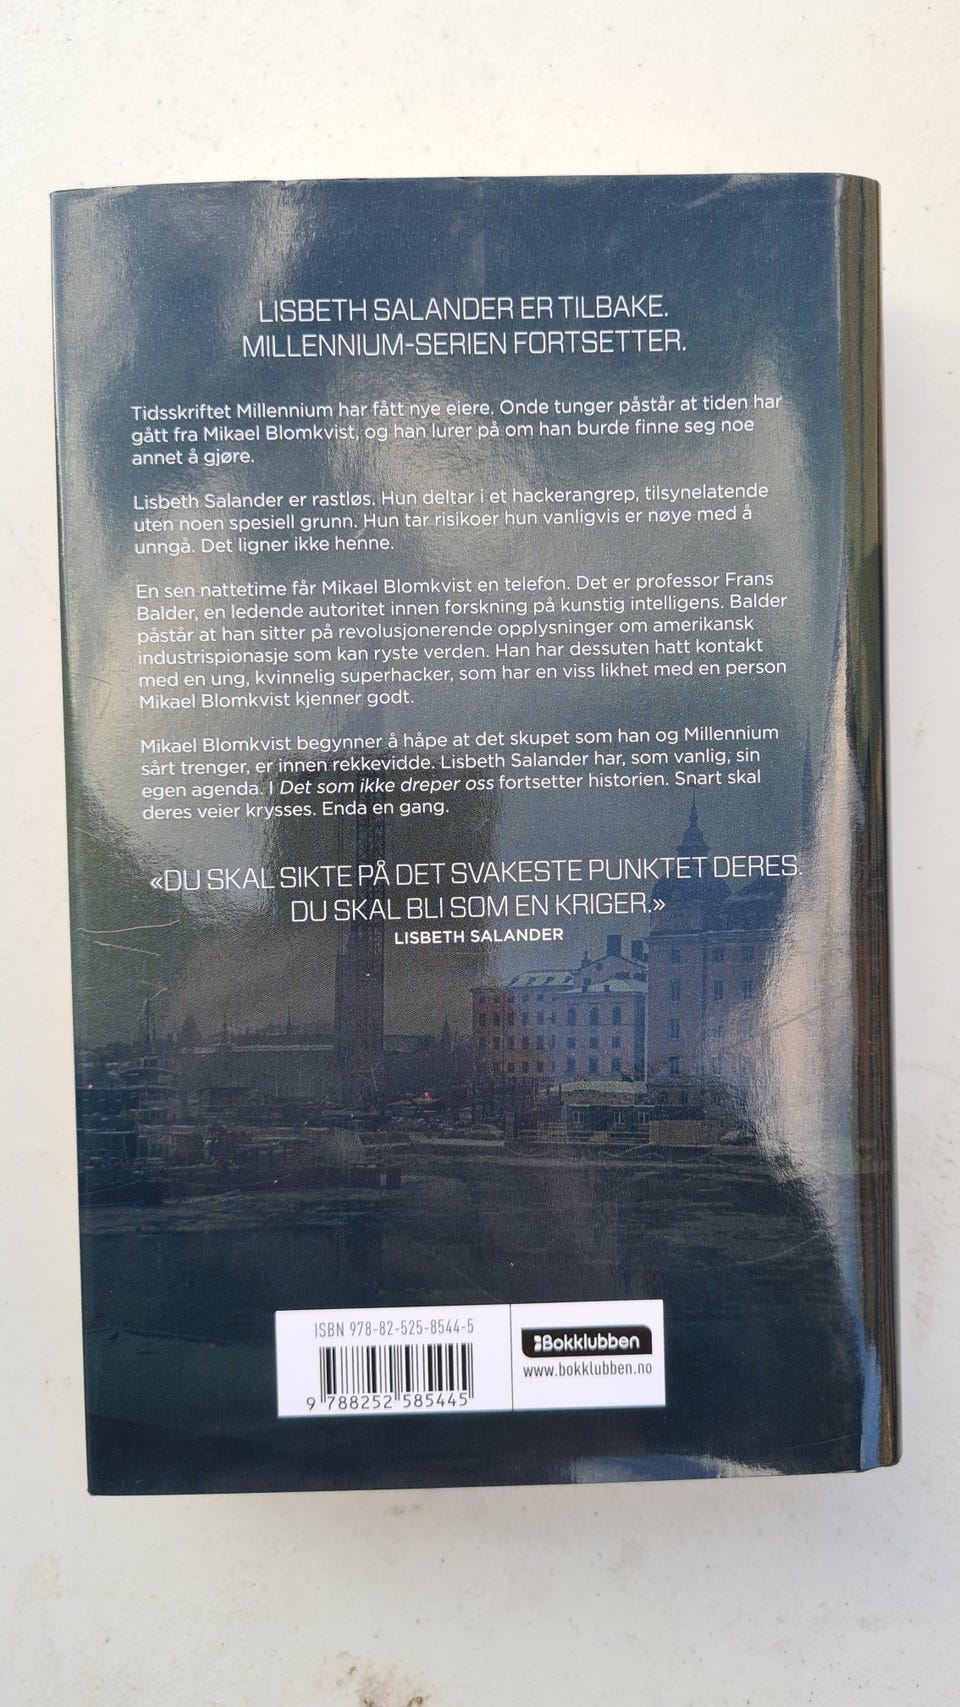 LISBETH SALANDER ER TILBAKE.
MILLENNIUM-SERIEN FORTSETTER.
Tidsskriftet Millennium har fått nye eiere. Onde tunger påstår at tiden har
gått fra Mikael Blomkvist, og han lurer på om han burde finne seg noe
annet å gjøre.
Lisbeth Salander er rastløs. Hun deltar i et hackerangrep, tilsynelatende
uten noen spesiell grunn. Hun tar risikoer hun vanligvis er nøye med å
unngå. Det ligner ikke henne.
En sen nattetime får Mikael Blomkvist en telefon. Det er professor Frans
Balder, en ledende autoritet innen forskning på kunstig intelligens. Balder
påstår at han sitter på revolusjonerende opplysninger om amerikansk
industrispionasje som kan ryste verden. Han har dessuten hatt kontakt
med en ung, kvinnelig superhacker, som har en viss likhet med en person
Mikael Blomkvist kjenner godt.
Mikael Blomkvist begynner å håpe at det skupet som han og Millennium
sårt trenger, er innen rekkevidde. Lisbeth Salander har, som vanlig, sin
egen agenda. I Det som ikke dreper oss fortsetter historien. Snart skal
deres veier krysses. Enda en gang.
«DU SKAL SIKTE PÅ DET SVAKESTE PUNKTET DERES.
DU SKAL BLI SOM EN KRIGER.»
LISBETH SALANDER
ISBN 978-82-525-8544-5
9 788252 585445
Bokklubben
www.bokklubben.no